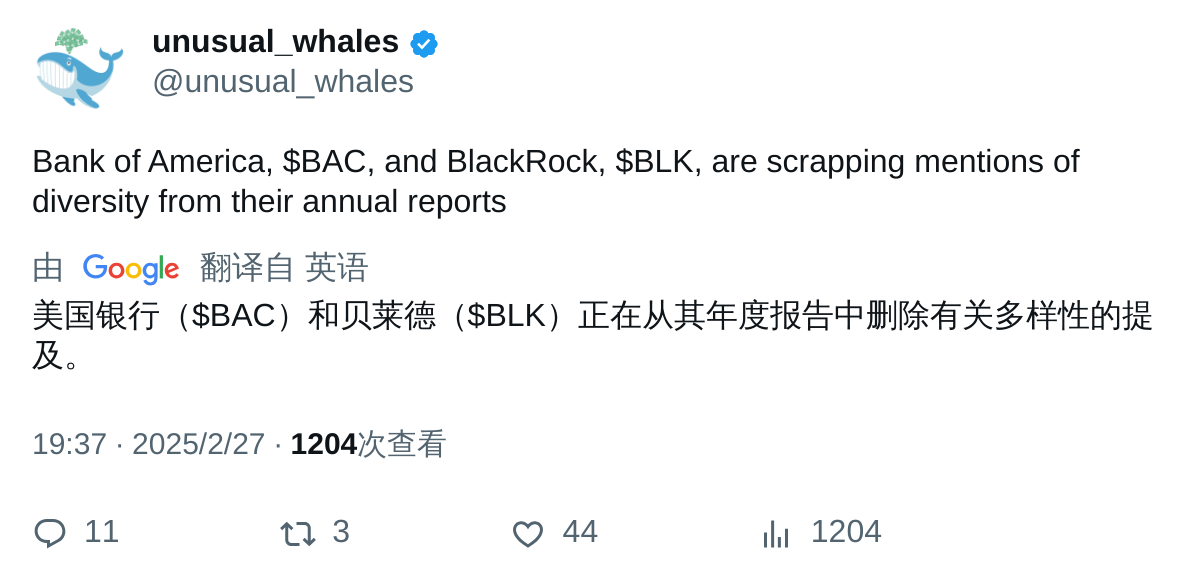 unusual_whales
@unusual_whales
Bank of America, $BAC, and BlackRock, $BLK, are scrapping mentions of
diversity from their annual reports
由 Google 翻译自 英语
美国银行（$BAC）和贝莱德（$BLK）正在从其年度报告中删除有关多样性的提
及。
19:37 · 2025/2/27 · 1204次查看
11 3 44 1204